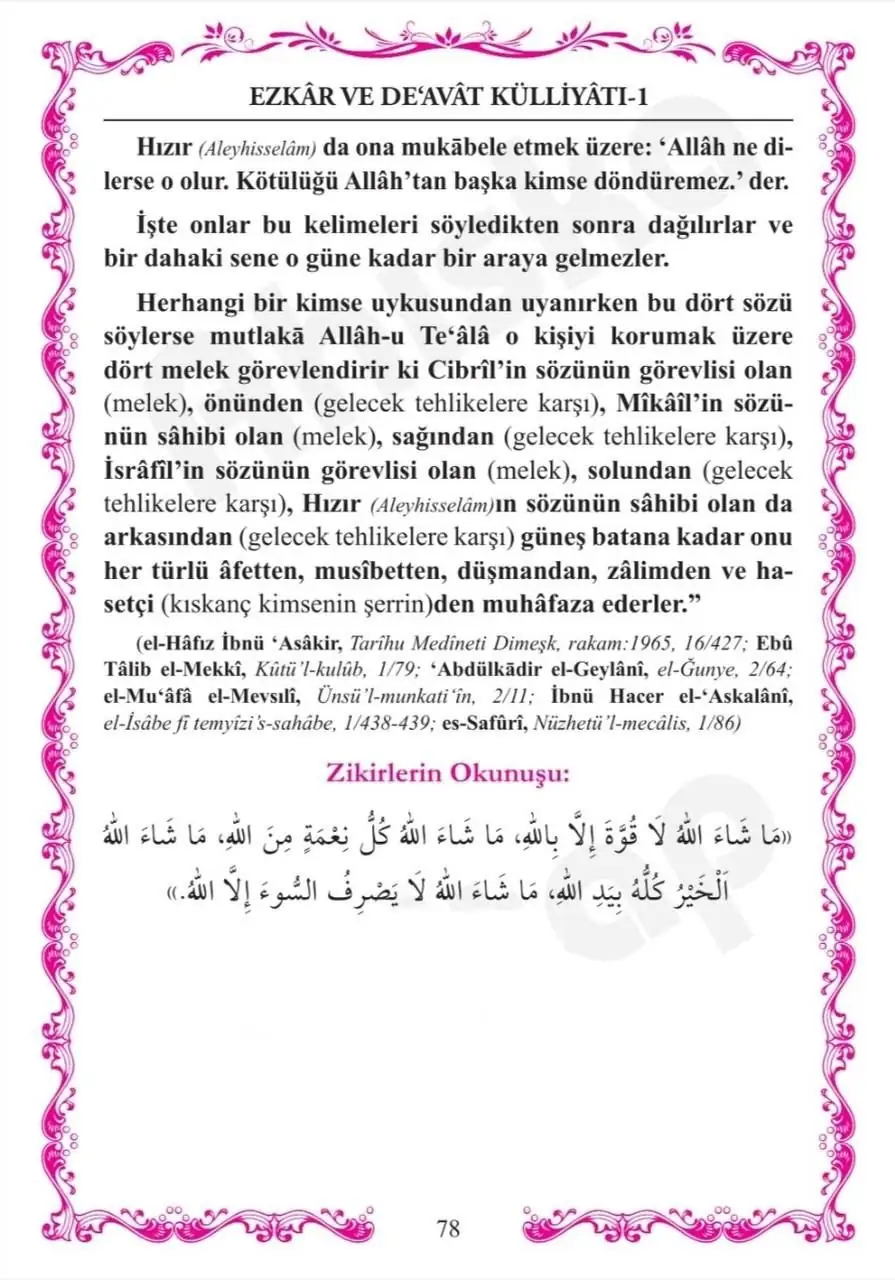 EZKÂR VE DE‘AVÂT KÜLLİYÂTI-1
Hızır (Aleyhisselâm) da ona mukābele etmek üzere: ‘Allâh ne di-
lerse o olur. Kötülüğü Allâh’tan başka kimse döndüremez.’ der.
İşte onlar bu kelimeleri söyledikten sonra dağılırlar ve
bir dahaki sene o güne kadar bir araya gelmezler.
Herhangi bir kimse uykusundan uyanırken bu dört sözü
söylerse mutlakā Allâh-u Te‘âlâ o kişiyi korumak üzere
dört melek görevlendirir ki Cibrîl’in sözünün görevlisi olan
(melek), önünden (gelecek tehlikelere karşı), Mîkâîl’in sözü-
nün sâhibi olan (melek), sağından (gelecek tehlikelere karşı),
İsrâfîl’in sözünün görevlisi olan (melek), solundan (gelecek
tehlikelere karşı), Hızır (Aleyhisselâm)ın sözünün sâhibi olan da
arkasından (gelecek tehlikelere karşı) güneş batana kadar onu
her türlü âfetten, musîbetten, düşmandan, zâlimden ve ha-
setçi (kıskanç kimsenin şerrin)den muhâfaza ederler.”
(el-Hâfız İbnü ‘Asâkir, Tarîhu Medîneti Dimeşk, rakam:1965, 16/427; Ebû
Tâlib el-Mekkî, Kûtü’l-kulûb, 1/79; ‘Abdülkādir el-Geylânî, el-Ğunye, 2/64;
el-Mu‘âfâ el-Mevsılî, Ünsü’l-munkati‘în, 2/11; İbnü Hacer el-‘Askalânî,
el-İsâbe fî temyîzi’s-sahâbe, 1/438-439; es-Safûrî, Nüzhetü’l-mecâlis, 1/86)
Zikirlerin Okunuşu:
«مَا شَاءَ اللهُ لَا قُوَّةَ إِلَّا بِاللهِ، مَا شَاءَ اللهُ كُلُّ نِعْمَةٍ مِنَ اللهِ، مَا شَاءَ اللهُ
اَلْخَيْرُ كُلُّهُ بِيَدِ اللهِ، مَا شَاءَ اللهُ لَا يَصْرِفُ السُّوءَ إِلَّا اللهُ.»
78